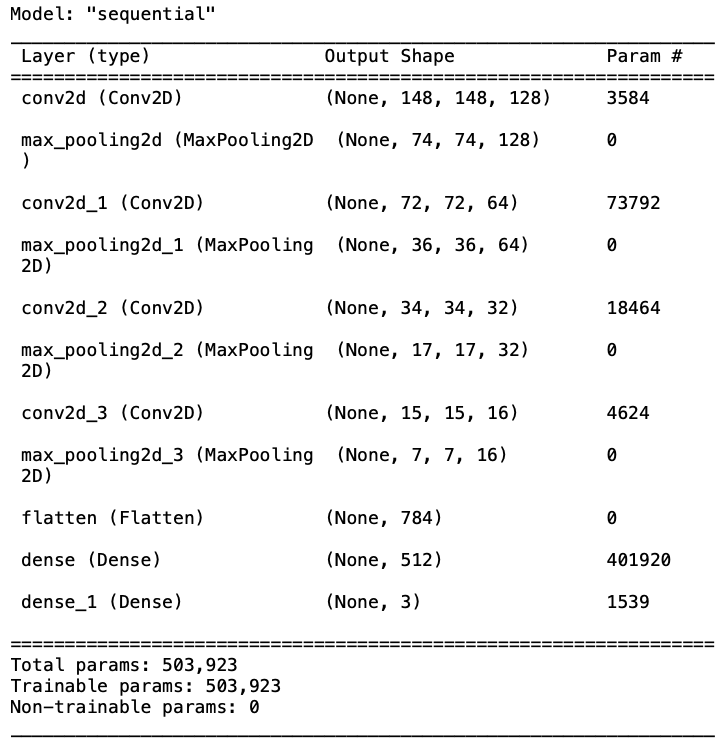 Model: "sequential"
Layer (type) Output Shape Param #
conv2d (Conv2D) (None, 148, 148, 128) 3584
max_pooling2d (MaxPooling2D (None, 74, 74, 128) 0
)
conv2d_1 (Conv2D) (None, 72, 72, 64) 73792
max_pooling2d_1 (MaxPooling (None, 36, 36, 64) 0
2D)
conv2d_2 (Conv2D) (None, 34, 34, 32) 18464
max_pooling2d_2 (MaxPooling (None, 17, 17, 32) 0
2D)
conv2d_3 (Conv2D) (None, 15, 15, 16) 4624
max_pooling2d_3 (MaxPooling (None, 7, 7, 16) 0
2D)
flatten (Flatten) (None, 784) 0
dense (Dense) (None, 512) 401920
dense_1 (Dense) (None, 3) 1539
Total params: 503,923
Trainable params: 503,923
Non-trainable params: 0